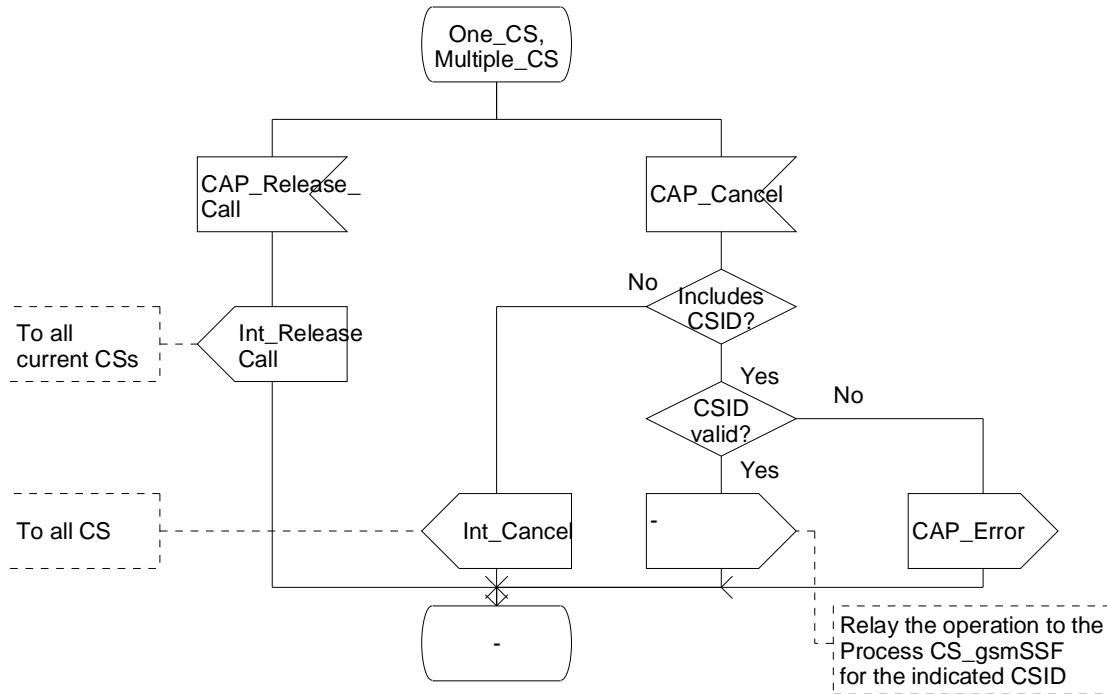 One_CS,
Multiple_CS
CAP_Release_
Call
CAP_Cancel
No
Includes
CSID?
To all
current CSs
Int_Release
Call
Yes
CSID
valid?
No
Yes
To all CS
Int_Cancel
-
CAP_Error
-
Relay the operation to the
Process CS_gsmSSF
for the indicated CSID